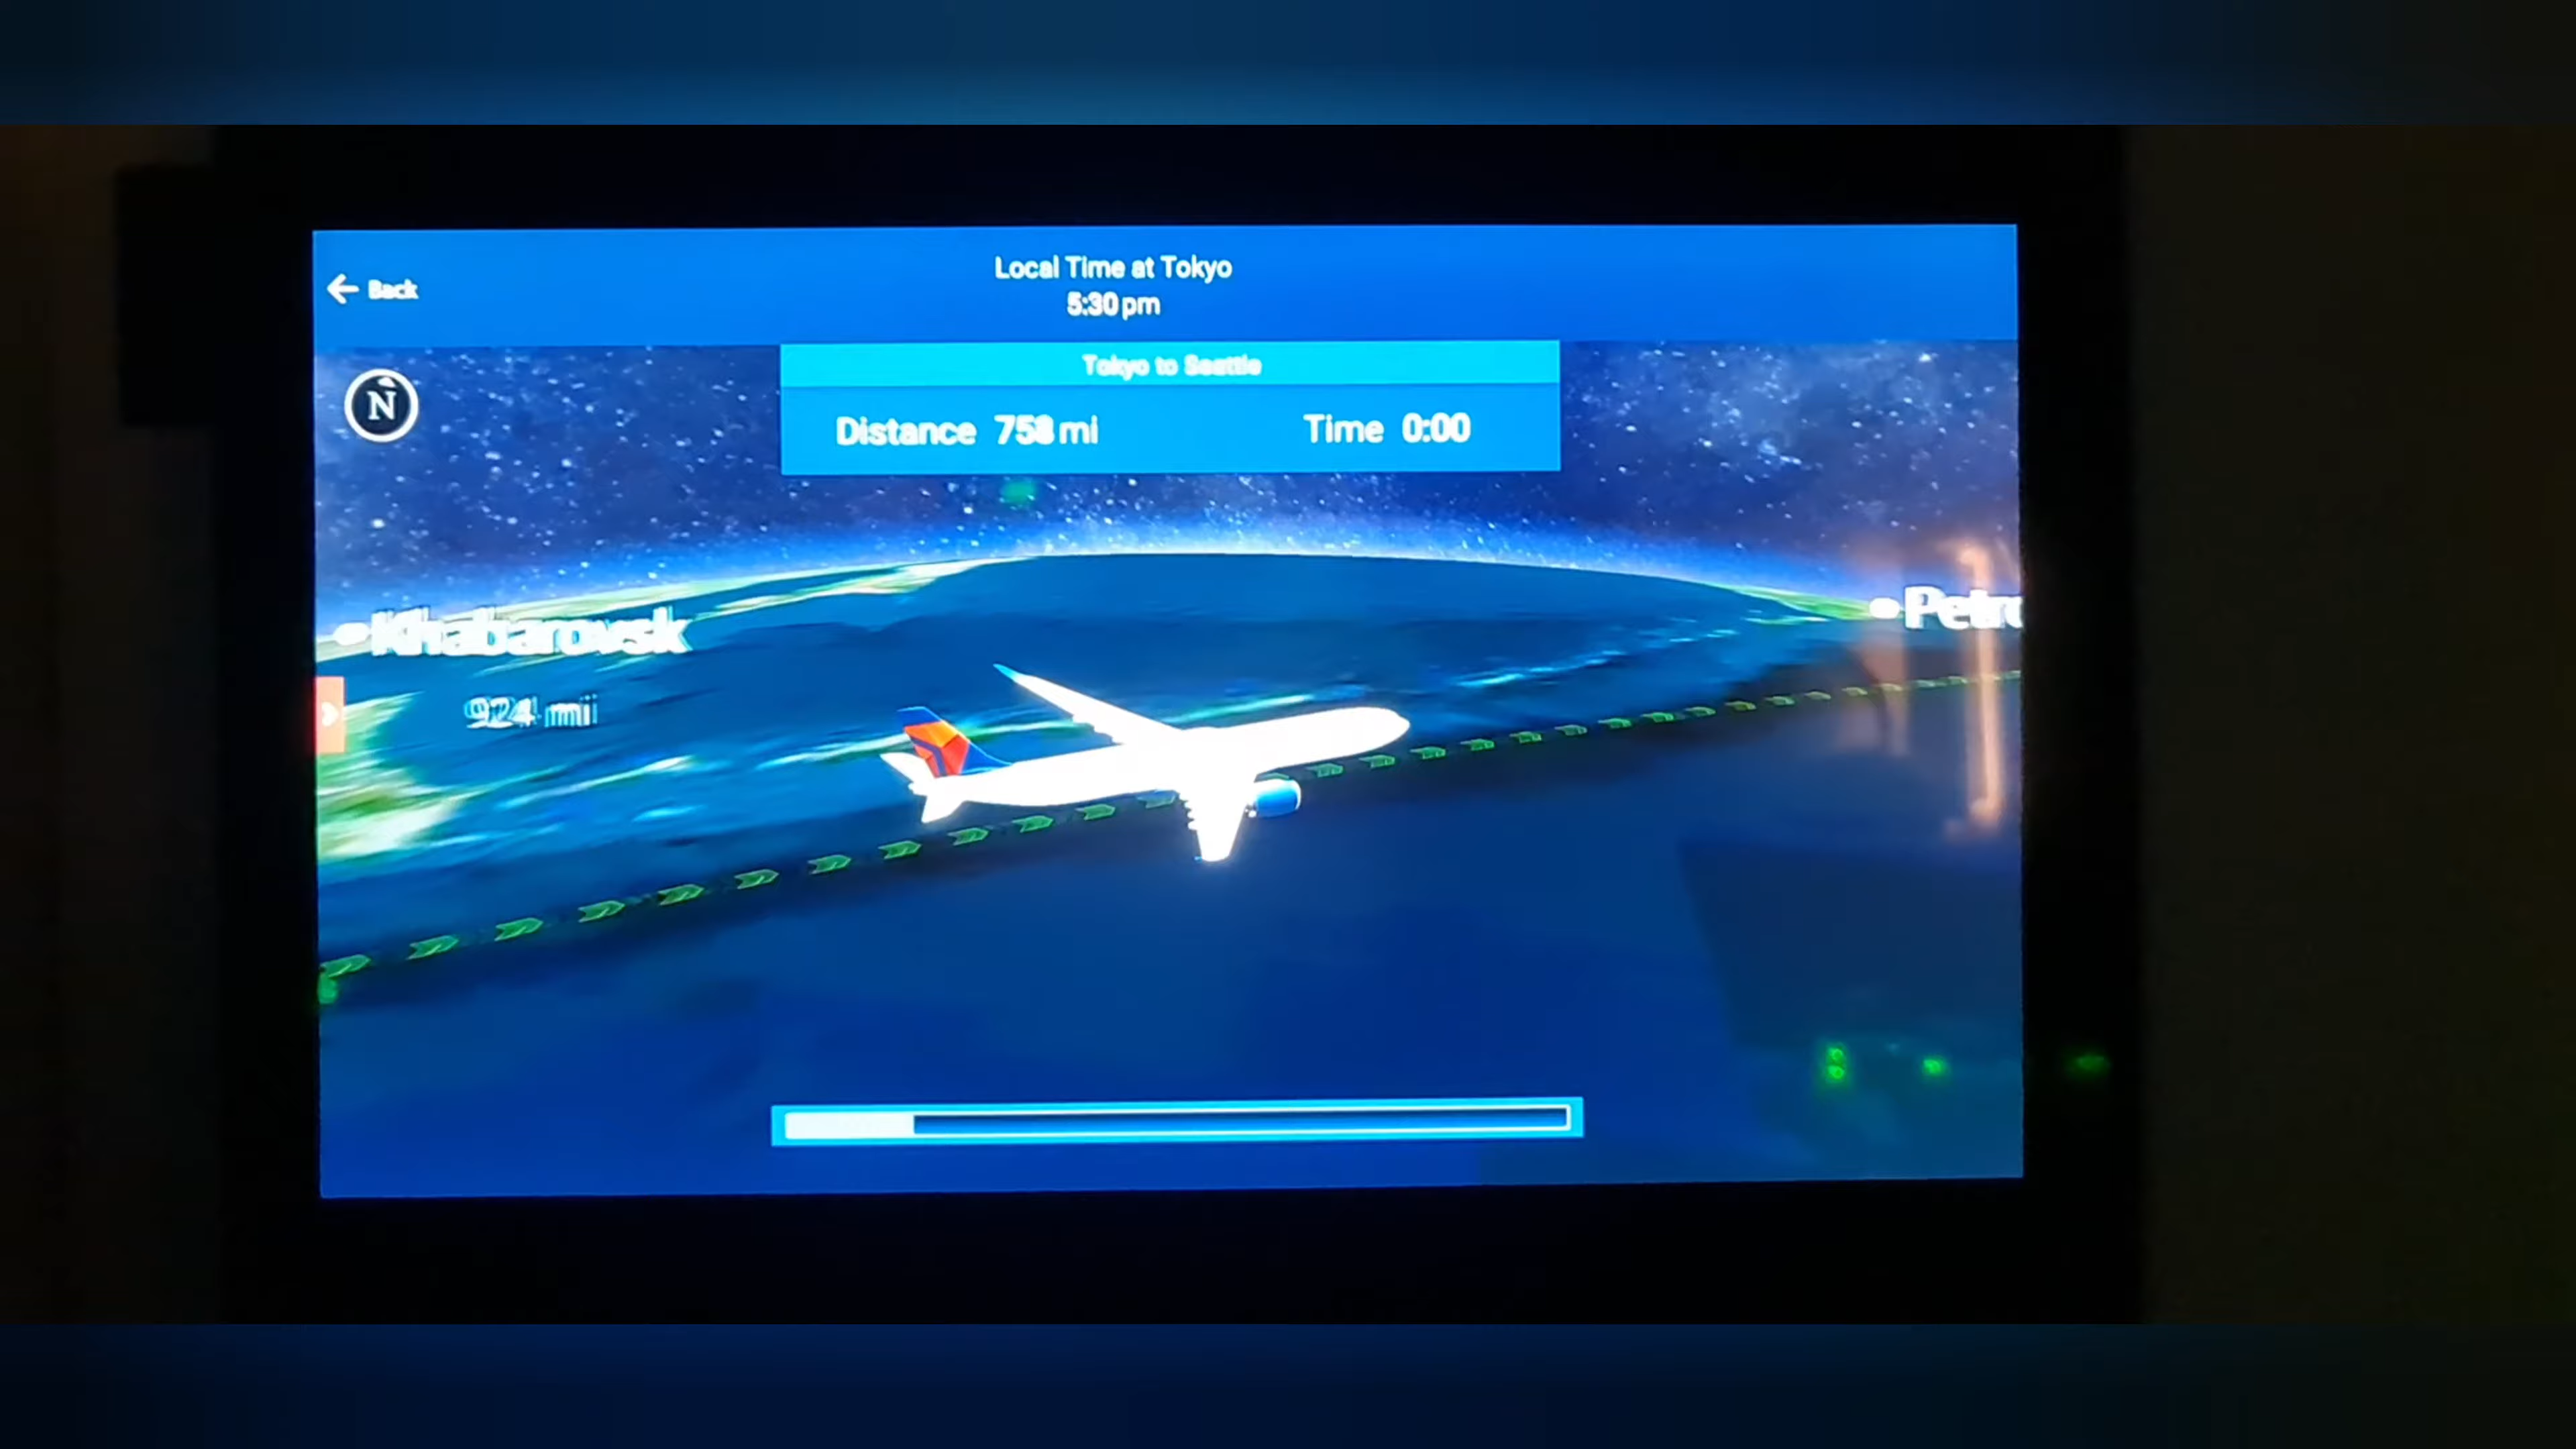 Back
Local Time at Tokyo
5:30 pm
N
Tokyo to Seattle
Distance 758 mi
Time 0:00
Khabarovsk
924 mi
Petro